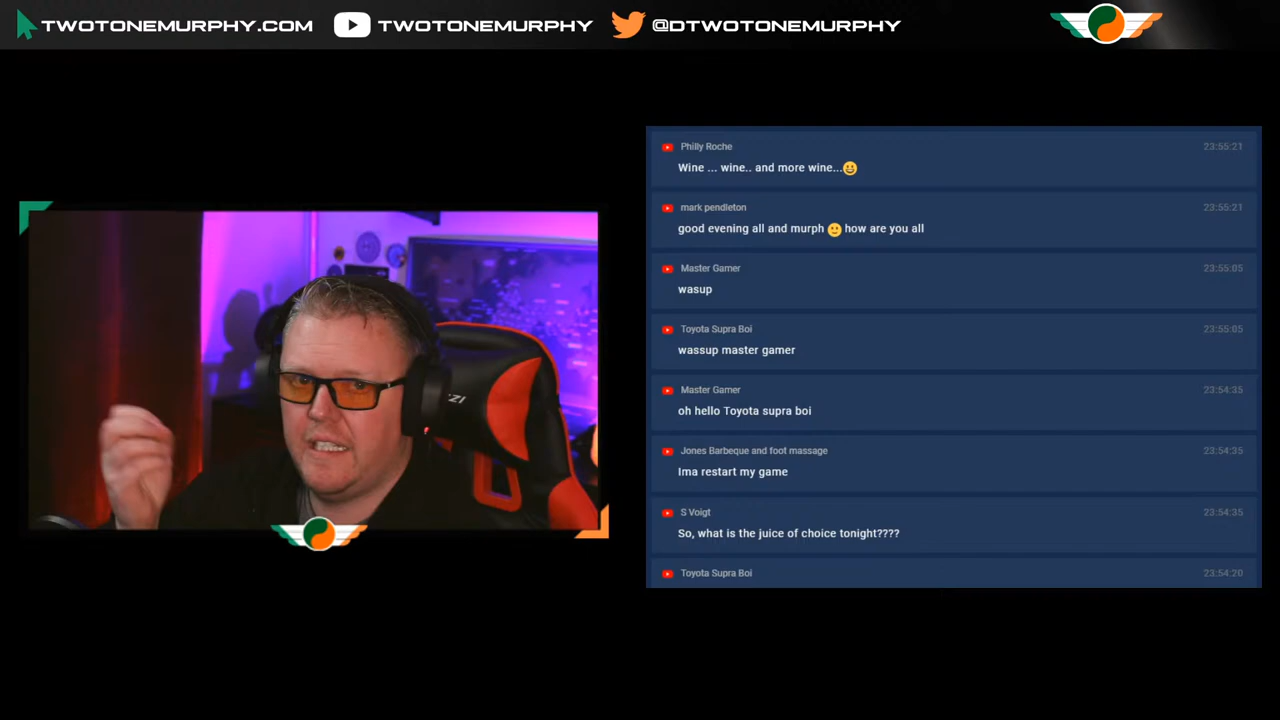 TWOTONEMURPHY.COM TWOTONEMURPHY @DTWOTONEMURPHY
Philly Roche 23:55:21
Wine ... wine.. and more wine...😀
mark pendleton 23:55:21
good evening all and murph 🙂 how are you all
Master Gamer 23:55:05
wasup
Toyota Supra Boi 23:55:05
wassup master gamer
Master Gamer 23:54:35
oh hello Toyota supra boi
Jones Barbeque and foot massage 23:54:35
Ima restart my game
S Voigt 23:54:35
So, what is the juice of choice tonight????
Toyota Supra Boi 23:54:20